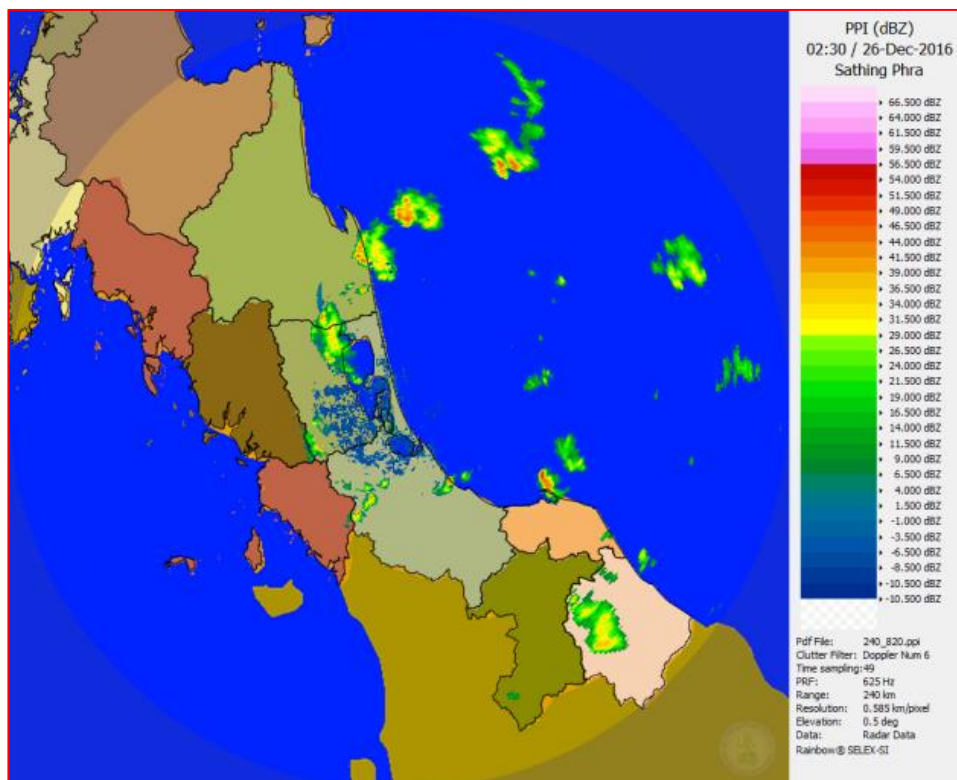 PPI (dBZ)
02:30 / 26-Dec-2016
Sathing Phra
66.500 dBZ
64.000 dBZ
61.500 dBZ
59.500 dBZ
56.500 dBZ
54.000 dBZ
51.500 dBZ
49.000 dBZ
46.500 dBZ
44.000 dBZ
41.500 dBZ
39.000 dBZ
36.500 dBZ
34.000 dBZ
31.500 dBZ
29.000 dBZ
26.500 dBZ
24.000 dBZ
21.500 dBZ
19.000 dBZ
16.500 dBZ
14.000 dBZ
11.500 dBZ
9.000 dBZ
6.500 dBZ
4.000 dBZ
1.500 dBZ
-1.000 dBZ
-3.500 dBZ
-6.500 dBZ
-8.500 dBZ
-10.500 dBZ
-10.500 dBZ
Pdf File: 240_820.ppi
Clutter Filter: Doppler Num 6
Time sampling: 49
PRF: 625 Hz
Range: 240 km
Resolution: 0.585 km/pixel
Elevation: 0.5 deg
Data: Radar Data
Rainbow® SELEX-SI